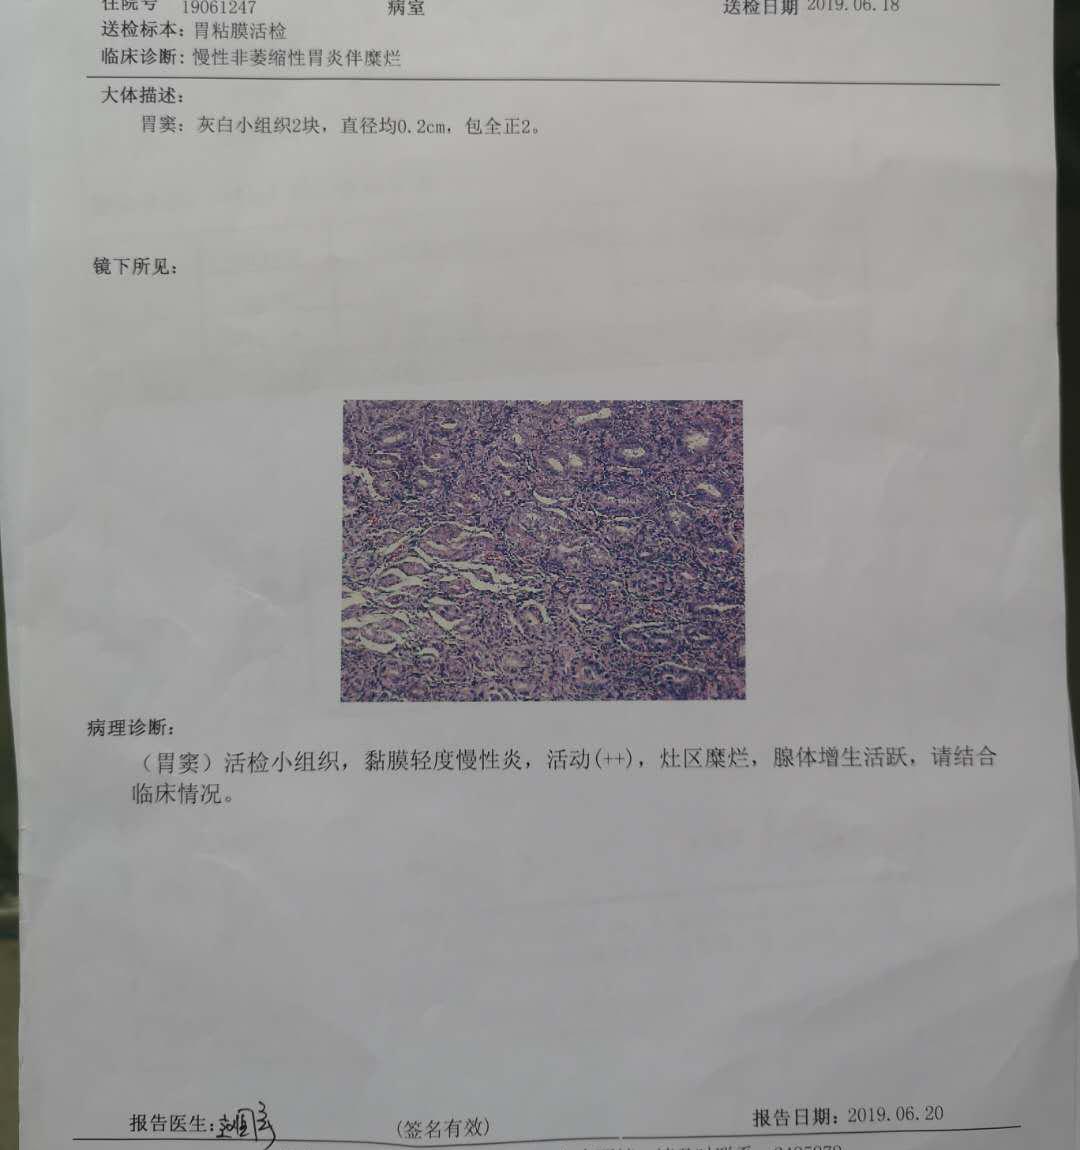 住院号 19061247 病室 送检日期 2019.06.18
送检标本：胃粘膜活检
临床诊断：慢性非萎缩性胃炎伴糜烂
大体描述：
胃窦：灰白小组织2块，直径均0.2cm，包全正2。
镜下所见：
病理诊断：
（胃窦）活检小组织，黏膜轻度慢性炎，活动(++)，灶区糜烂，腺体增生活跃，请结合
临床情况。
报告医生： (签名有效) 报告日期：2019.06.20